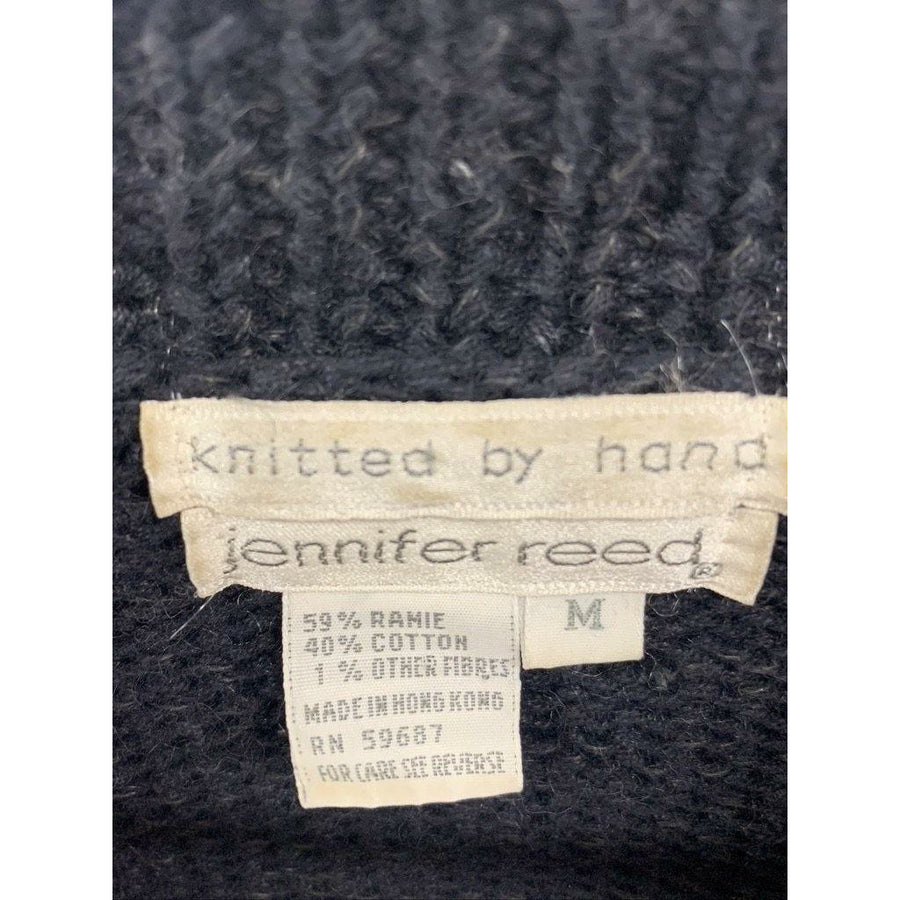 knitted by hand
jennifer reed®
59% RAMIE
40% COTTON
1% OTHER FIBRES
MADE IN HONG KONG
RN 59687
FOR CARE SEE REVERSE
M